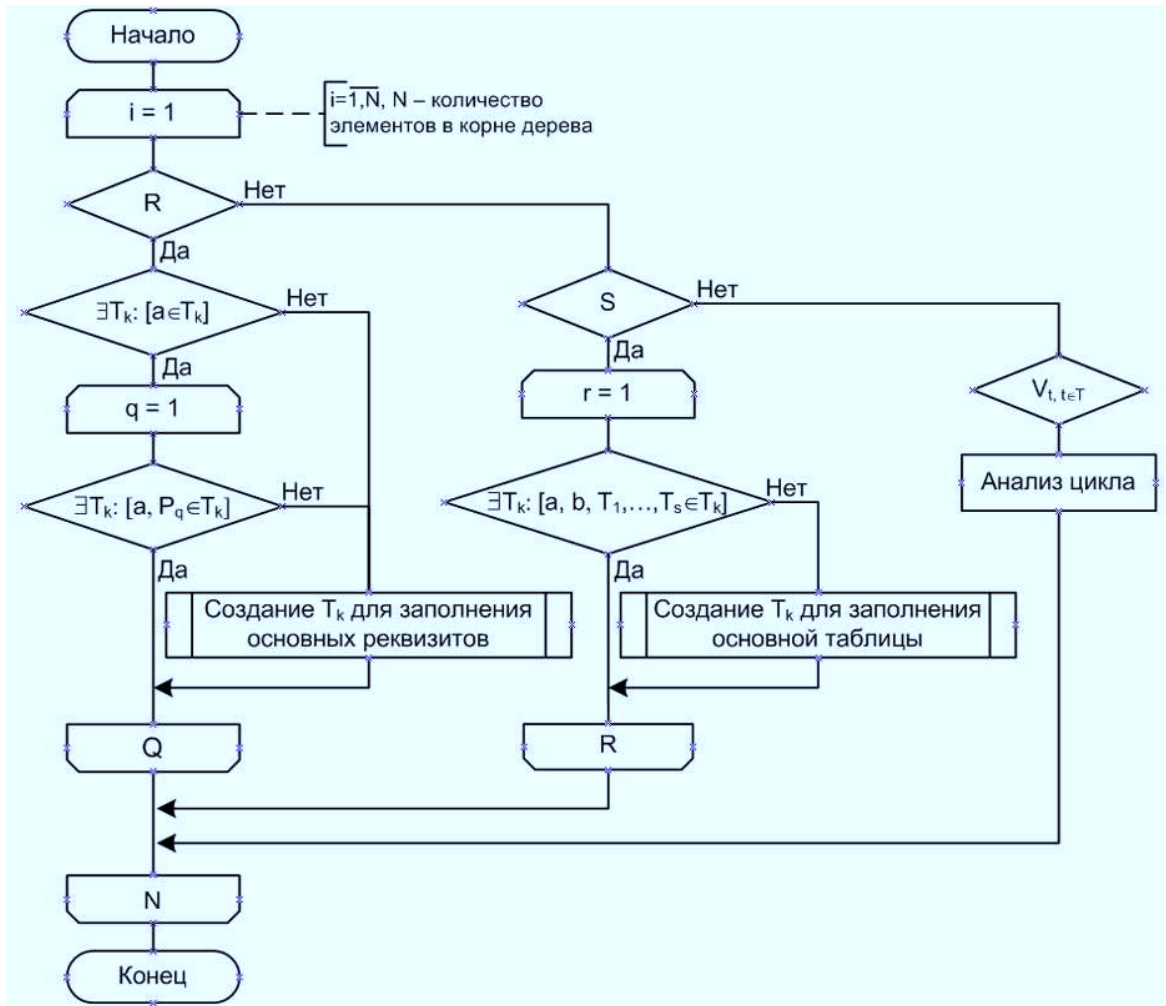 Начало
i = 1
i=1,N, N – количество
элементов в корне дерева
R
Нет
Да
∃Tk: [a∈Tk]
Нет
S
Нет
Да
Да
q = 1
r = 1
Vt, t∈T
∃Tk: [a, Pq∈Tk]
Нет
∃Tk: [a, b, T1,…,Ts∈Tk]
Нет
Анализ цикла
Да
Да
Создание Tk для заполнения
основных реквизитов
Создание Tk для заполнения
основной таблицы
Q
R
N
Конец